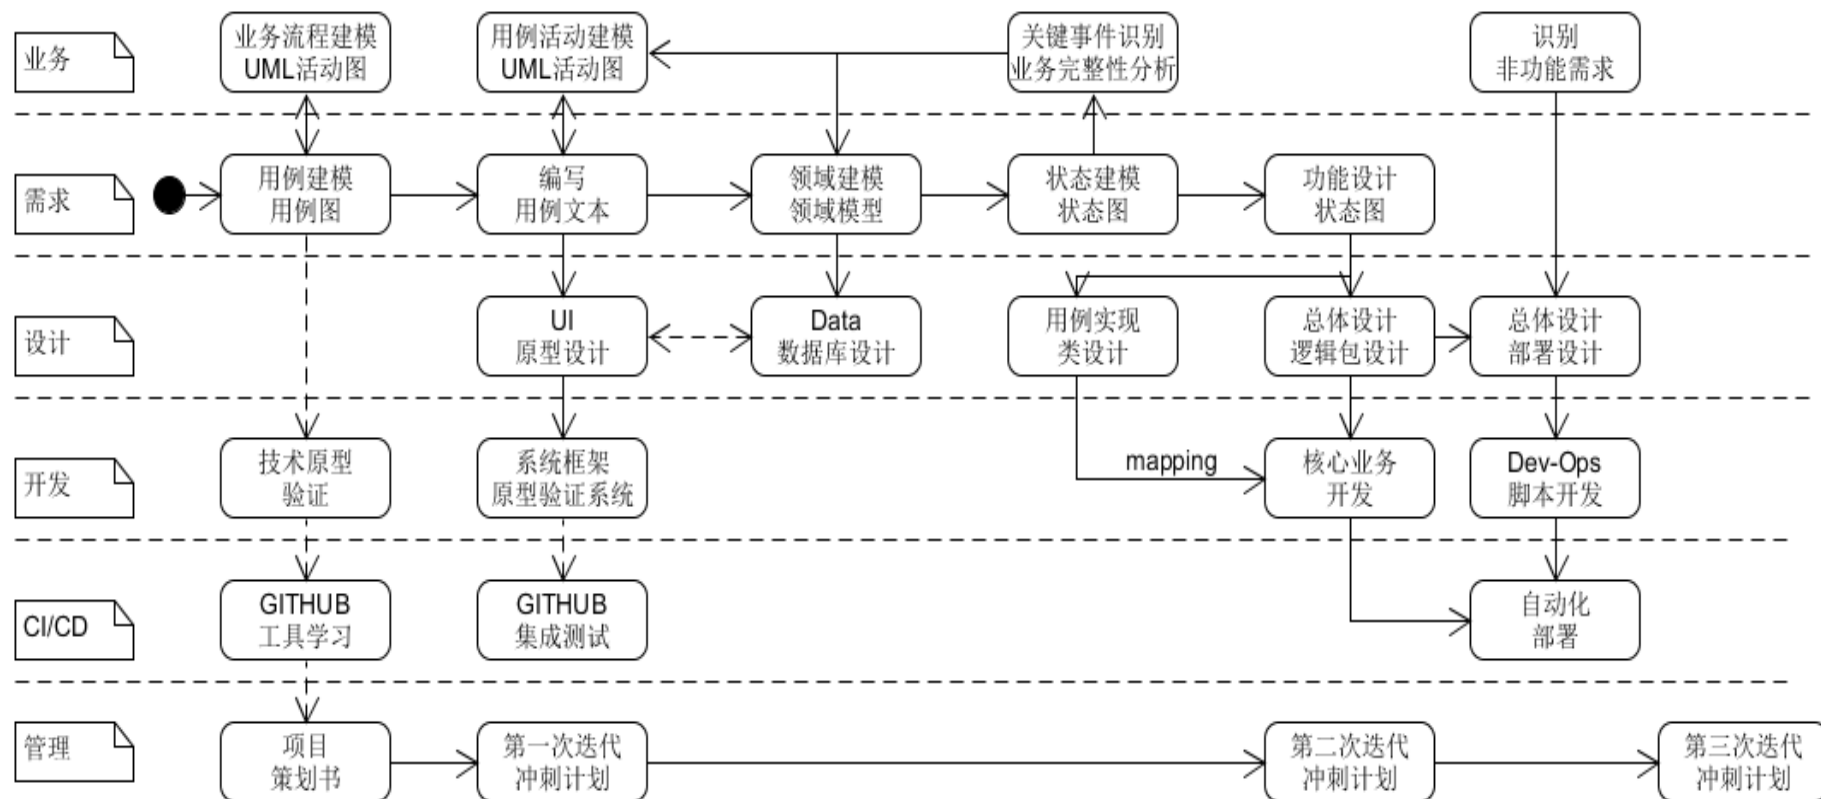 业务
业务流程建模
UML活动图
用例活动建模
UML活动图
关键事件识别
业务完整性分析
识别
非功能需求
需求
用例建模
用例图
编写
用例文本
领域建模
领域模型
状态建模
状态图
功能设计
状态图
设计
UI
原型设计
Data
数据库设计
用例实现
类设计
总体设计
逻辑包设计
总体设计
部署设计
开发
技术原型
验证
系统框架
原型验证系统
mapping
核心业务
开发
Dev-Ops
脚本开发
CI/CD
GITHUB
工具学习
GITHUB
集成测试
自动化
部署
管理
项目
策划书
第一次迭代
冲刺计划
第二次迭代
冲刺计划
第三次迭代
冲刺计划